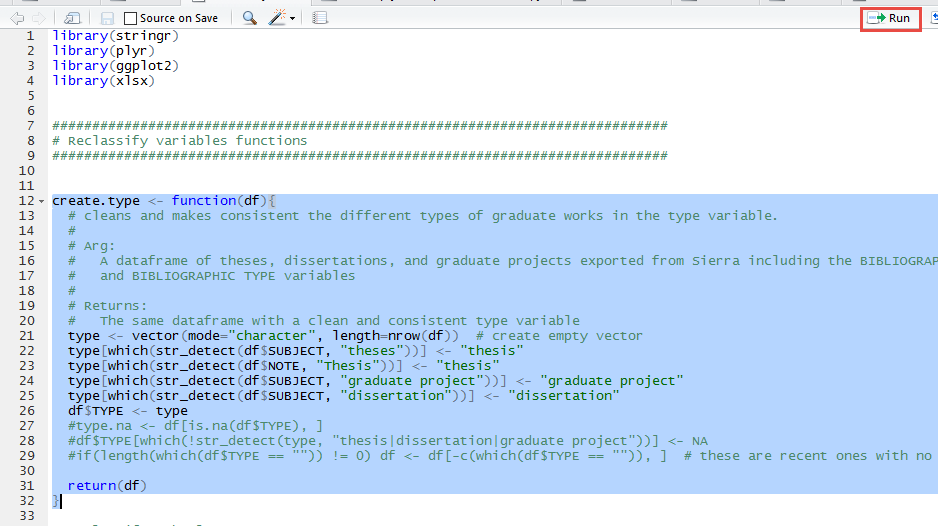 Source on Save
Run
1 library(stringr)
2 library(plyr)
3 library(ggplot2)
4 library(xlsx)
5
6
7 #############################################################################
8 # Reclassify variables functions
9 #############################################################################
10
11
12 create.type <- function(df){
13 # cleans and makes consistent the different types of graduate works in the type variable.
14 #
15 # Arg:
16 #   A dataframe of theses, dissertations, and graduate projects exported from Sierra including the BIBLIOGRAP
17 #   and BIBLIOGRAPHIC TYPE variables
18 #
19 # Returns:
20 #   The same dataframe with a clean and consistent type variable
21 type <- vector(mode="character", length=nrow(df))  # create empty vector
22 type[which(str_detect(df$SUBJECT, "theses"))] <- "thesis"
23 type[which(str_detect(df$NOTE, "Thesis"))] <- "thesis"
24 type[which(str_detect(df$SUBJECT, "graduate project"))] <- "graduate project"
25 type[which(str_detect(df$SUBJECT, "dissertation"))] <- "dissertation"
26 df$TYPE <- type
27 #type.na <- df[is.na(df$TYPE), ]
28 #df$TYPE[which(!str_detect(type, "thesis|dissertation|graduate project"))] <- NA
29 #if(length(which(df$TYPE == "")) != 0) df <- df[-c(which(df$TYPE == "")), ]  # these are recent ones with no
30
31 return(df)
32 }
33